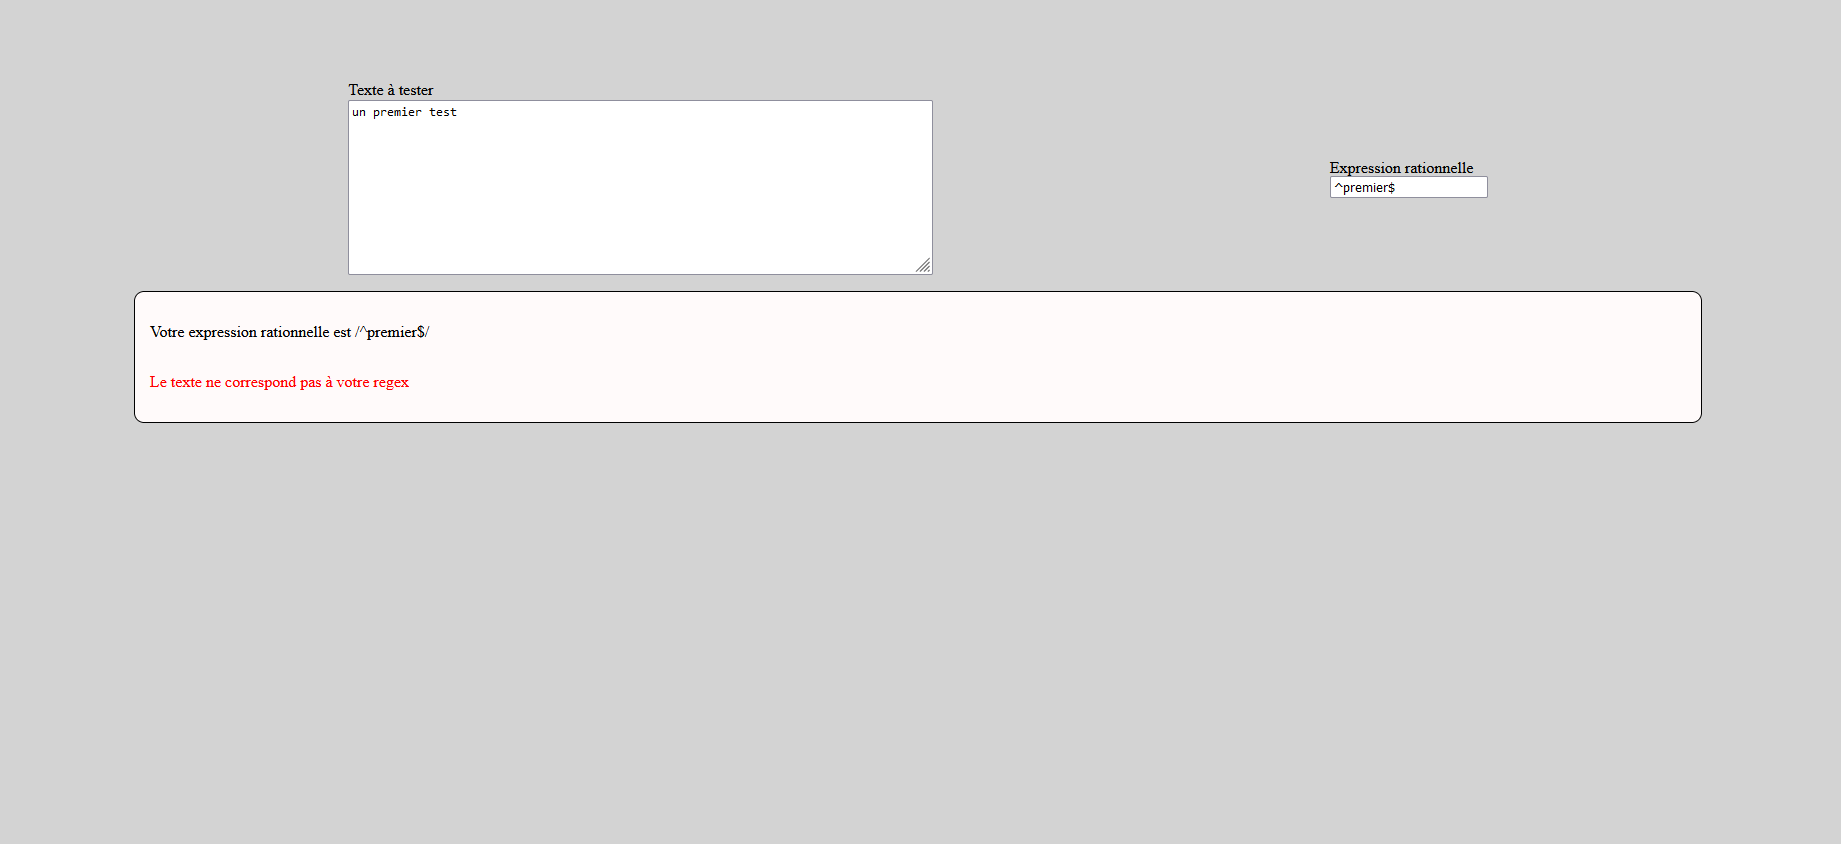 Texte à tester
un premier test
Expression rationnelle
^premier$
Votre expression rationnelle est /^premier$/
Le texte ne correspond pas à votre regex